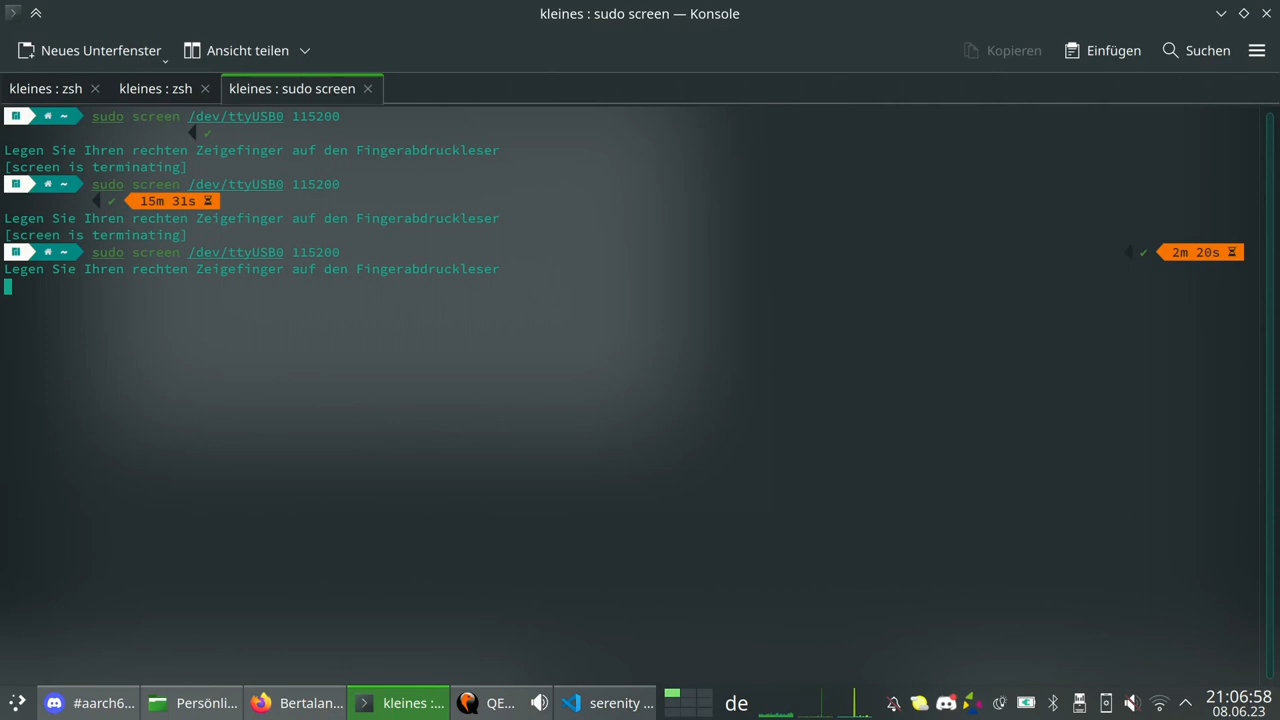 kleines : sudo screen — Konsole
Neues Unterfenster
Ansicht teilen
Kopieren
Einfügen
Suchen
kleines : zsh
kleines : zsh
kleines : sudo screen
~ sudo screen /dev/ttyUSB0 115200
✔
Legen Sie Ihren rechten Zeigefinger auf den Fingerabdruckleser
[screen is terminating]
~ sudo screen /dev/ttyUSB0 115200
✔ 15m 31s
Legen Sie Ihren rechten Zeigefinger auf den Fingerabdruckleser
[screen is terminating]
~ sudo screen /dev/ttyUSB0 115200 ✔ 2m 20s
Legen Sie Ihren rechten Zeigefinger auf den Fingerabdruckleser
#aarch6...
Persönli...
Bertalan...
kleines :...
QE...
serenity ...
de
21:06:58
08.06.23